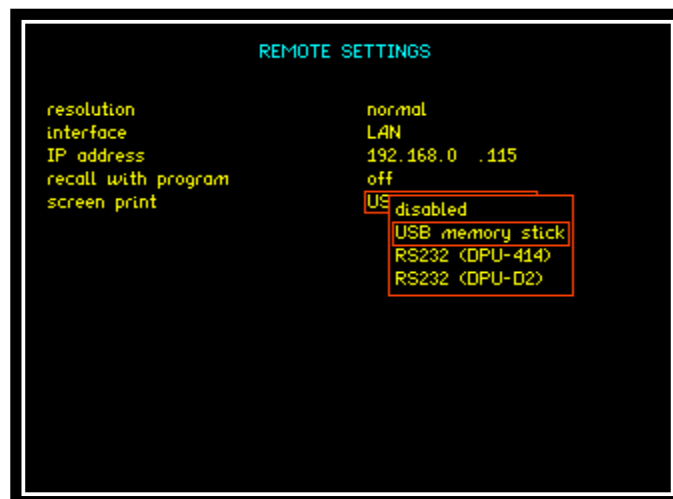 REMOTE SETTINGS
resolution normal
interface LAN
IP address 192.168.0 .115
recall with program off
screen print US
disabled
USB memory stick
RS232 (DPU-414)
RS232 (DPU-D2)